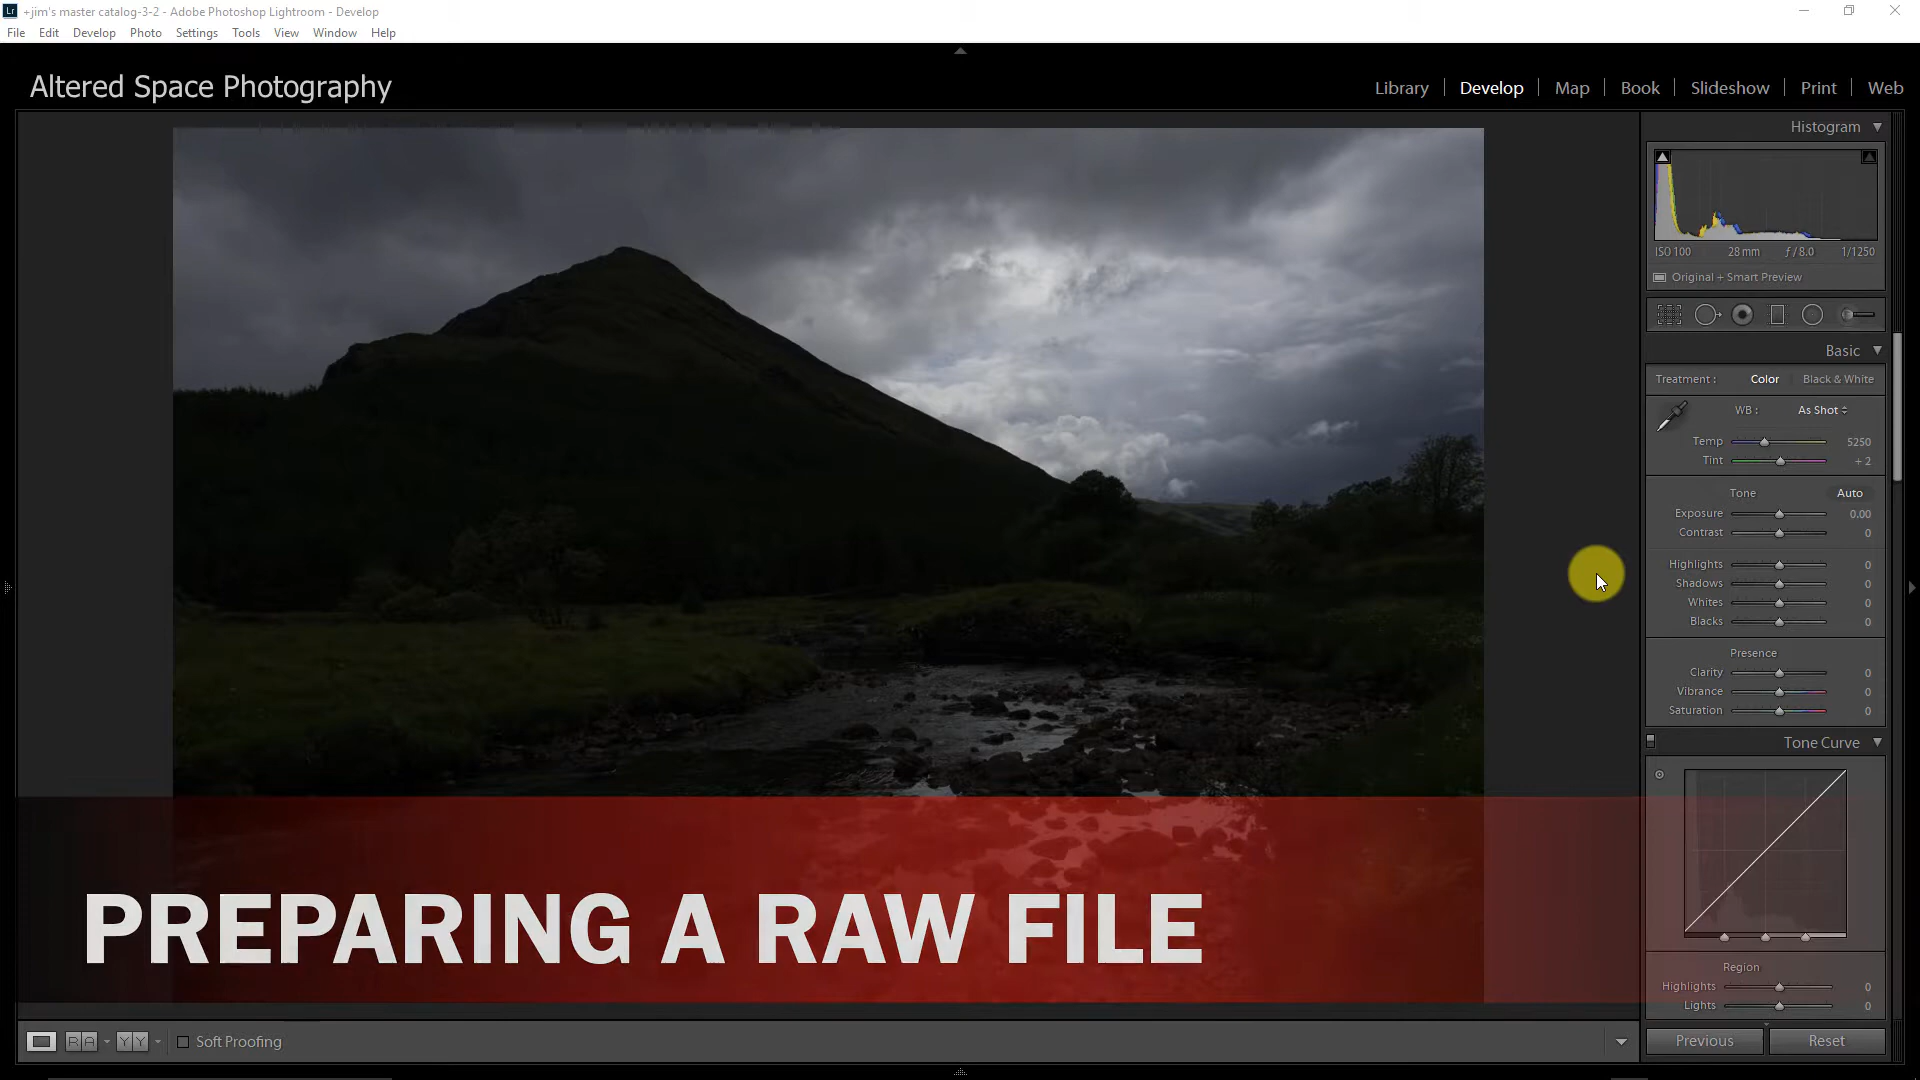 +jim's master catalog-3-2 - Adobe Photoshop Lightroom - Develop
File Edit Develop Photo Settings Tools View Window Help
Altered Space Photography
Library Develop Map Book Slideshow Print Web
Histogram
ISO 100 28 mm f / 8.0 1/1250
Original + Smart Preview
Basic
Treatment : Color Black & White
WB : As Shot
Temp 5250
Tint + 2
Tone Auto
Exposure 0.00
Contrast 0
Highlights 0
Shadows 0
Whites 0
Blacks 0
Presence
Clarity 0
Vibrance 0
Saturation 0
Tone Curve
PREPARING A RAW FILE
Region
Highlights 0
Lights 0
R A Y Y Soft Proofing
Previous Reset